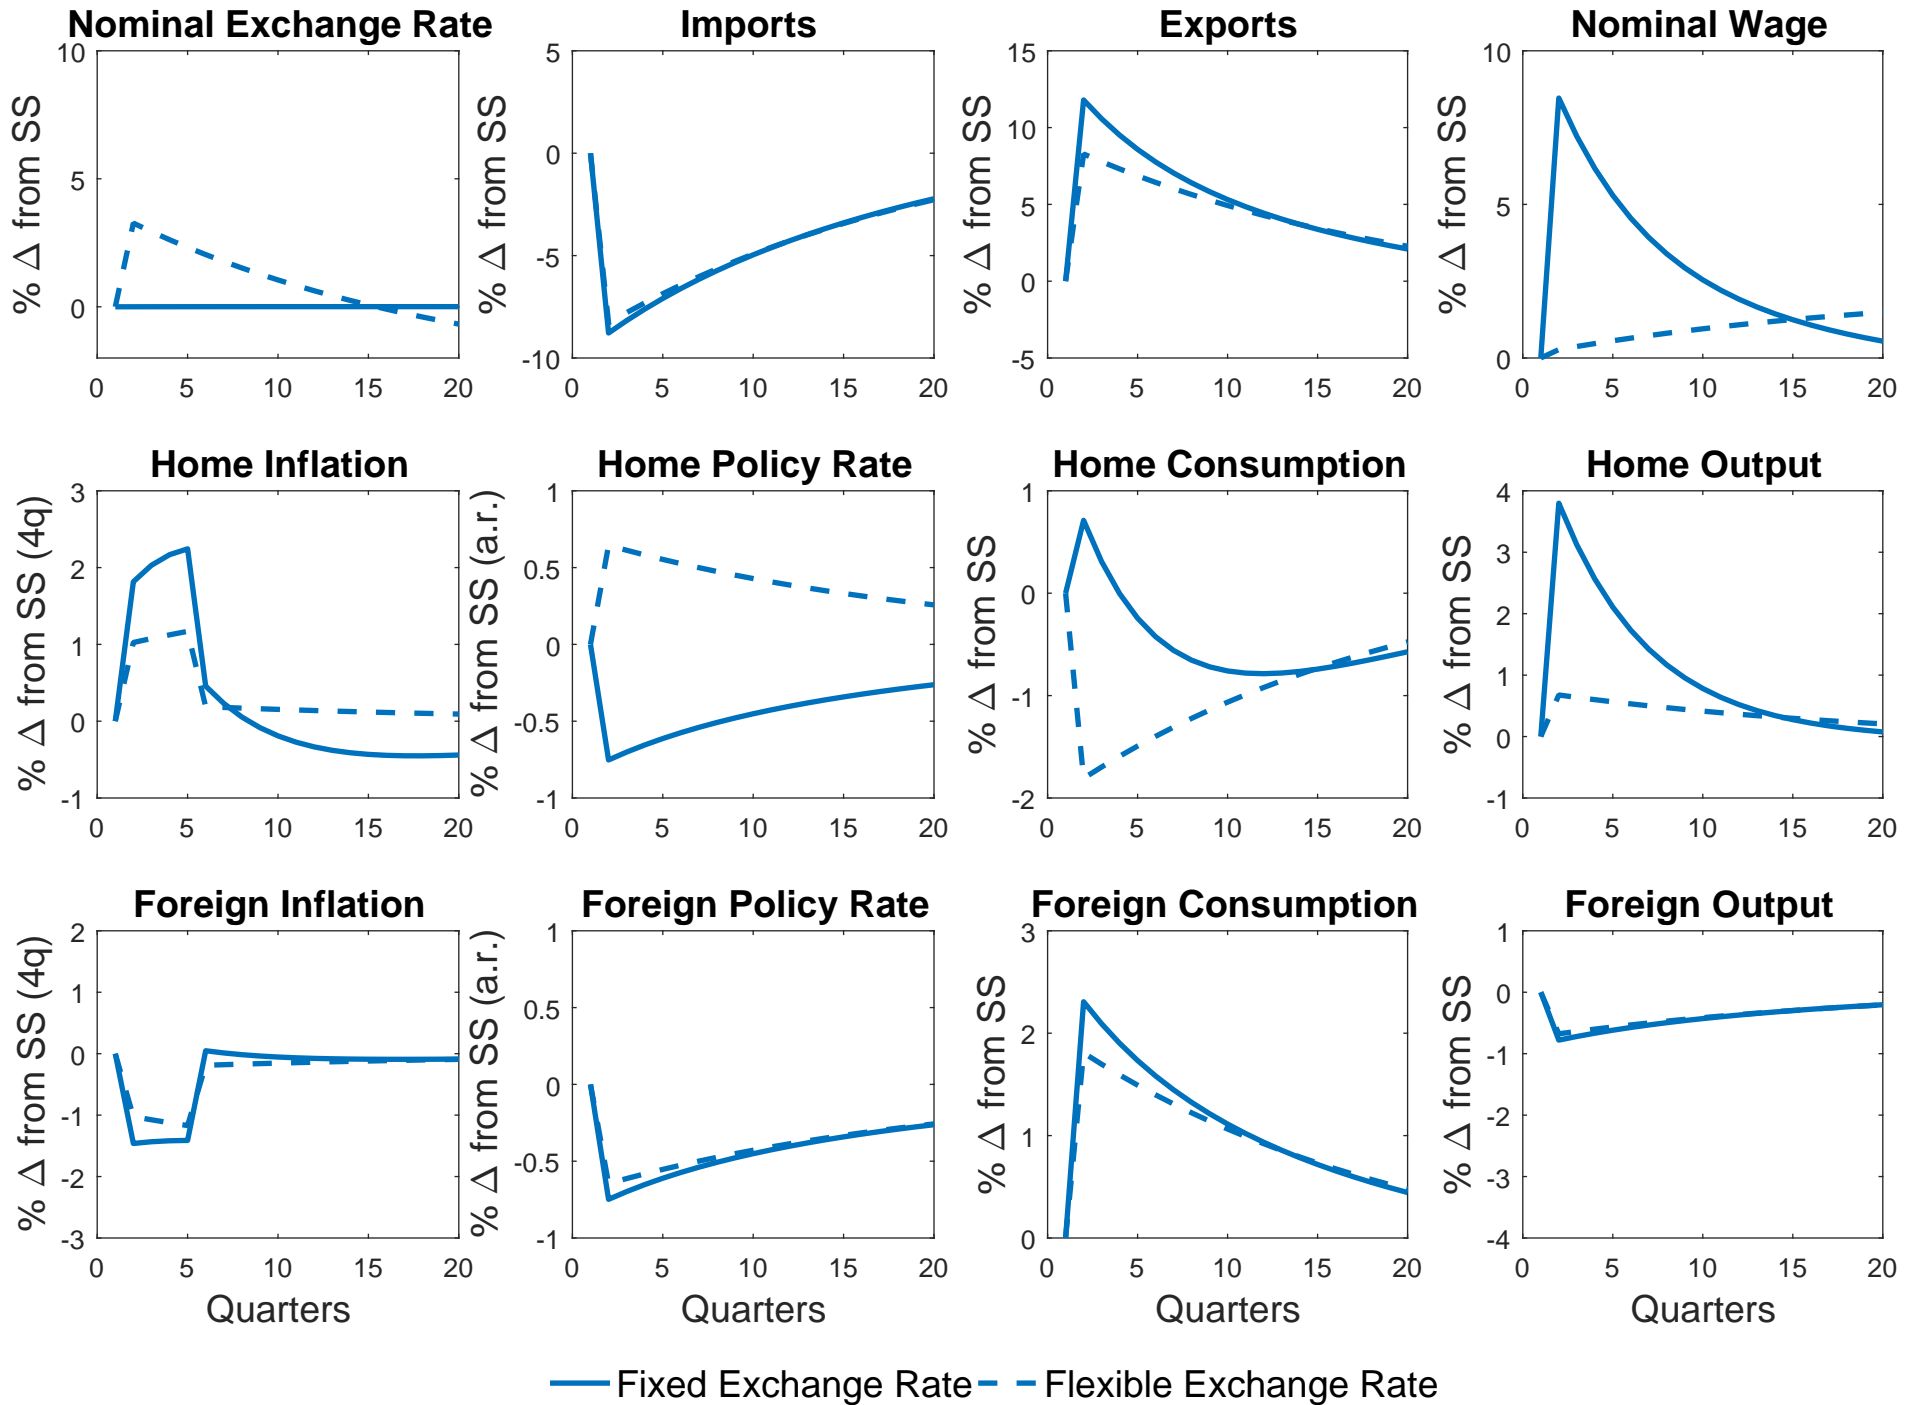 Nominal Exchange Rate
Imports
Exports
Nominal Wage
% Δ from SS
10
5
0
0 5 10 15 20
% Δ from SS
5
0
-5
-10
0 5 10 15 20
% Δ from SS
15
10
5
0
-5
0 5 10 15 20
% Δ from SS
10
5
0
0 5 10 15 20
Home Inflation
Home Policy Rate
Home Consumption
Home Output
% Δ from SS (4q)
3
2
1
0
-1
0 5 10 15 20
% Δ from SS (a.r.)
1
0.5
0
-0.5
-1
0 5 10 15 20
% Δ from SS
1
0
-1
-2
0 5 10 15 20
% Δ from SS
4
3
2
1
0
-1
0 5 10 15 20
Foreign Inflation
Foreign Policy Rate
Foreign Consumption
Foreign Output
% Δ from SS (4q)
2
1
0
-1
-2
-3
0 5 10 15 20
Quarters
% Δ from SS (a.r.)
1
0.5
0
-0.5
-1
0 5 10 15 20
Quarters
% Δ from SS
3
2
1
0
0 5 10 15 20
Quarters
% Δ from SS
1
0
-1
-2
-3
-4
0 5 10 15 20
Quarters
Fixed Exchange Rate
Flexible Exchange Rate